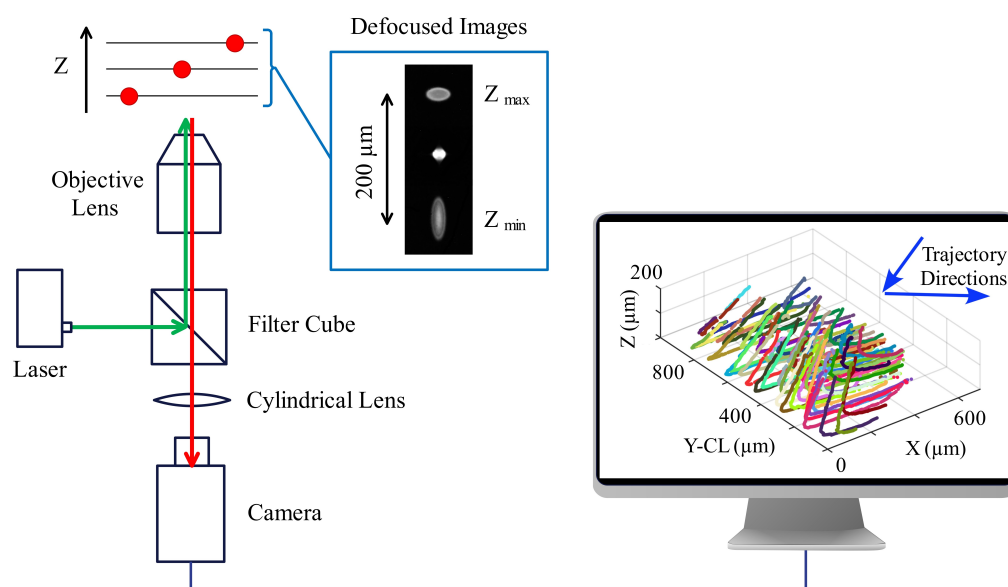 Defocused Images
Z
Z max
200 µm
Z min
Objective
Lens
Filter Cube
Laser
Cylindrical Lens
Camera
Trajectory
Directions
200
Z (µm)
800
400
Y-CL (µm)
0
X (µm)
600